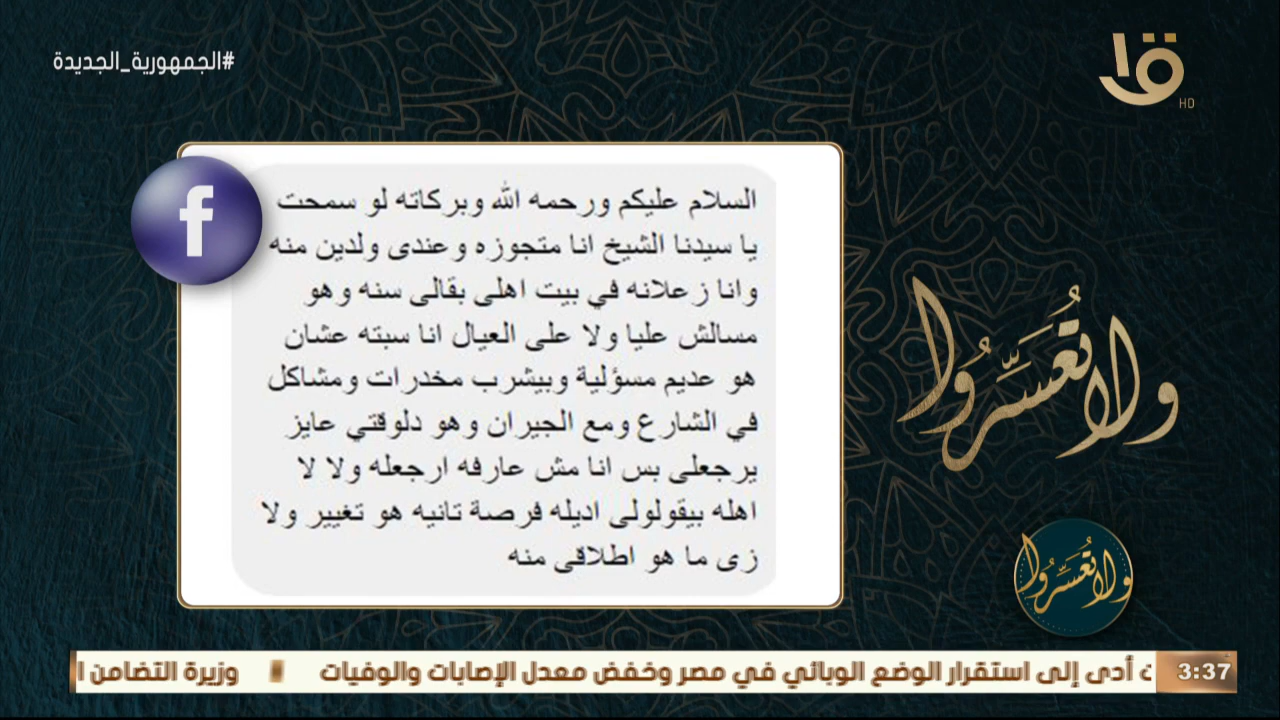 #الجمهورية_الجديدة
HD
السلام عليكم ورحمه الله وبركاته لو سمحت
يا سيدنا الشيخ انا متجوزه وعندى ولدين منه
وانا زعلانه في بيت اهلى بقالى سنه وهو
مسالش عليا ولا على العيال انا سبته عشان
هو عديم مسؤلية وبيشرب مخدرات ومشاكل
في الشارع ومع الجيران وهو دلوقتي عايز
يرجعلى بس انا مش عارفه ارجعله ولا لا
اهله بيقولولى اديله فرصة تانيه هو تغيير ولا
زى ما هو اطلاقى منه
f
ولا تُعسِّروا
ولا تُعسِّروا
أدى إلى استقرار الوضع الوبائي في مصر وخفض معدل الإصابات والوفيات
وزيرة التضامن
3:37